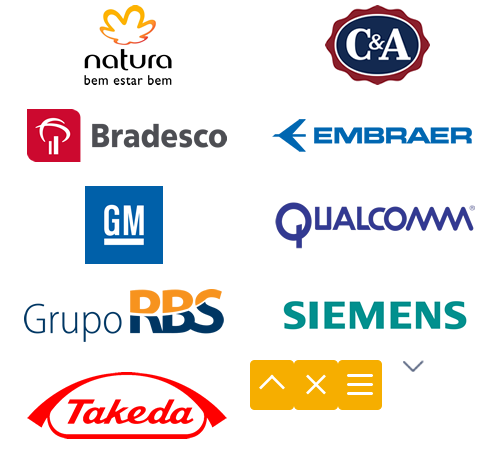 natura
bem estar bem
C&A
Bradesco
EMBRAER
GM
QUALCOMM®
Grupo RBS
SIEMENS
Takeda